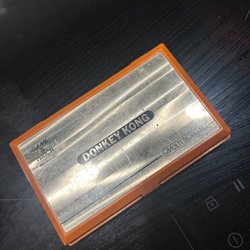 GAME
& WATCH
DONKEY KONG
MULTI SCREEN